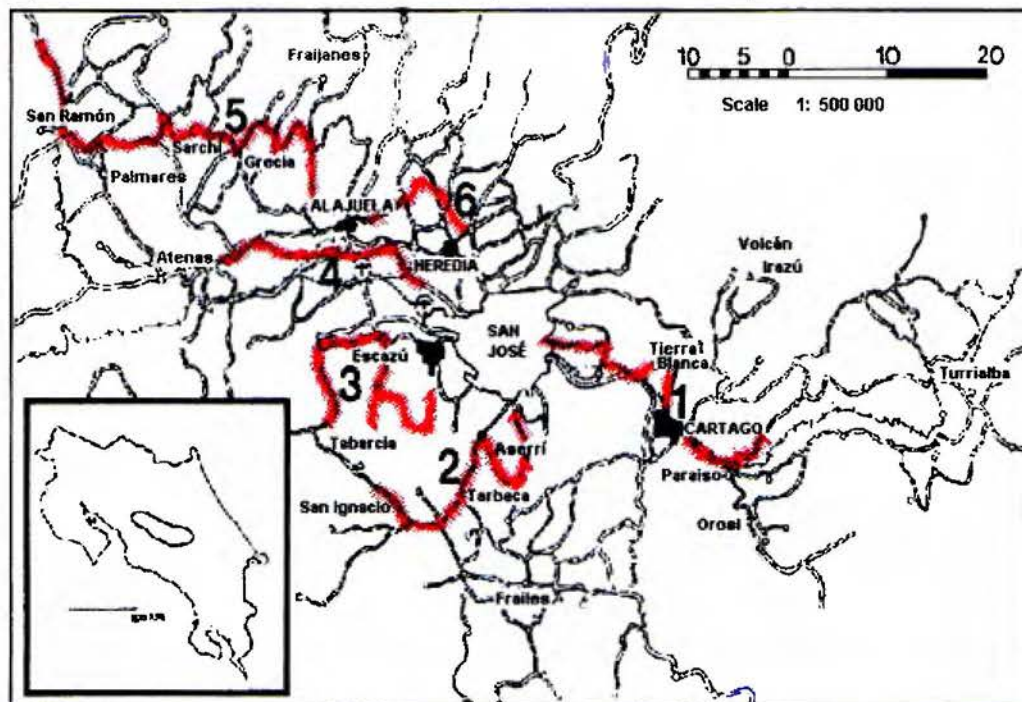 10 5 0 10 20
Scale 1: 500 000
Fraijanes
San Ramón
5
Sarchi
Grecia
Palmares
ALAJUELA
6
Atenas
4
HEREDIA
Volcán
Irazú
SAN
JOSÉ
Escazú
Tierra
Blanca
Turrialba
3
1
CARTAGO
Tabarcia
2
Aserrí
Paraiso
San Ignacio
Tarbaca
Orosi
Frailes